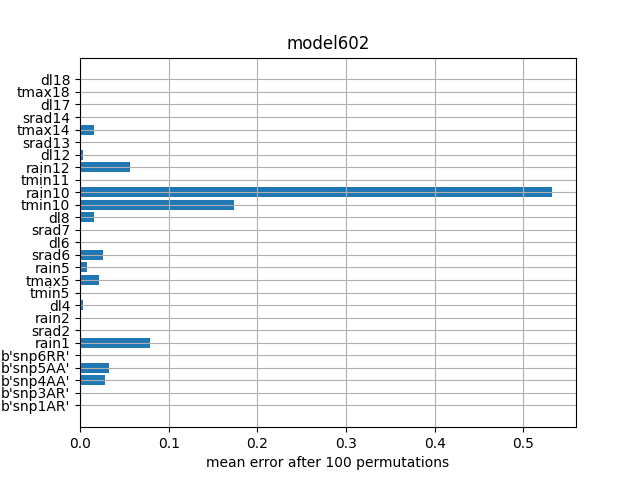 model602
dl18
tmax18
dl17
srad14
tmax14
srad13
dl12
rain12
tmin11
rain10
tmin10
dl8
srad7
dl6
srad6
rain5
tmax5
tmin5
dl4
rain2
srad2
rain1
b'snp6RR'
b'snp5AA'
b'snp4AA'
b'snp3AR'
b'snp1AR'
0.0 0.1 0.2 0.3 0.4 0.5
mean error after 100 permutations